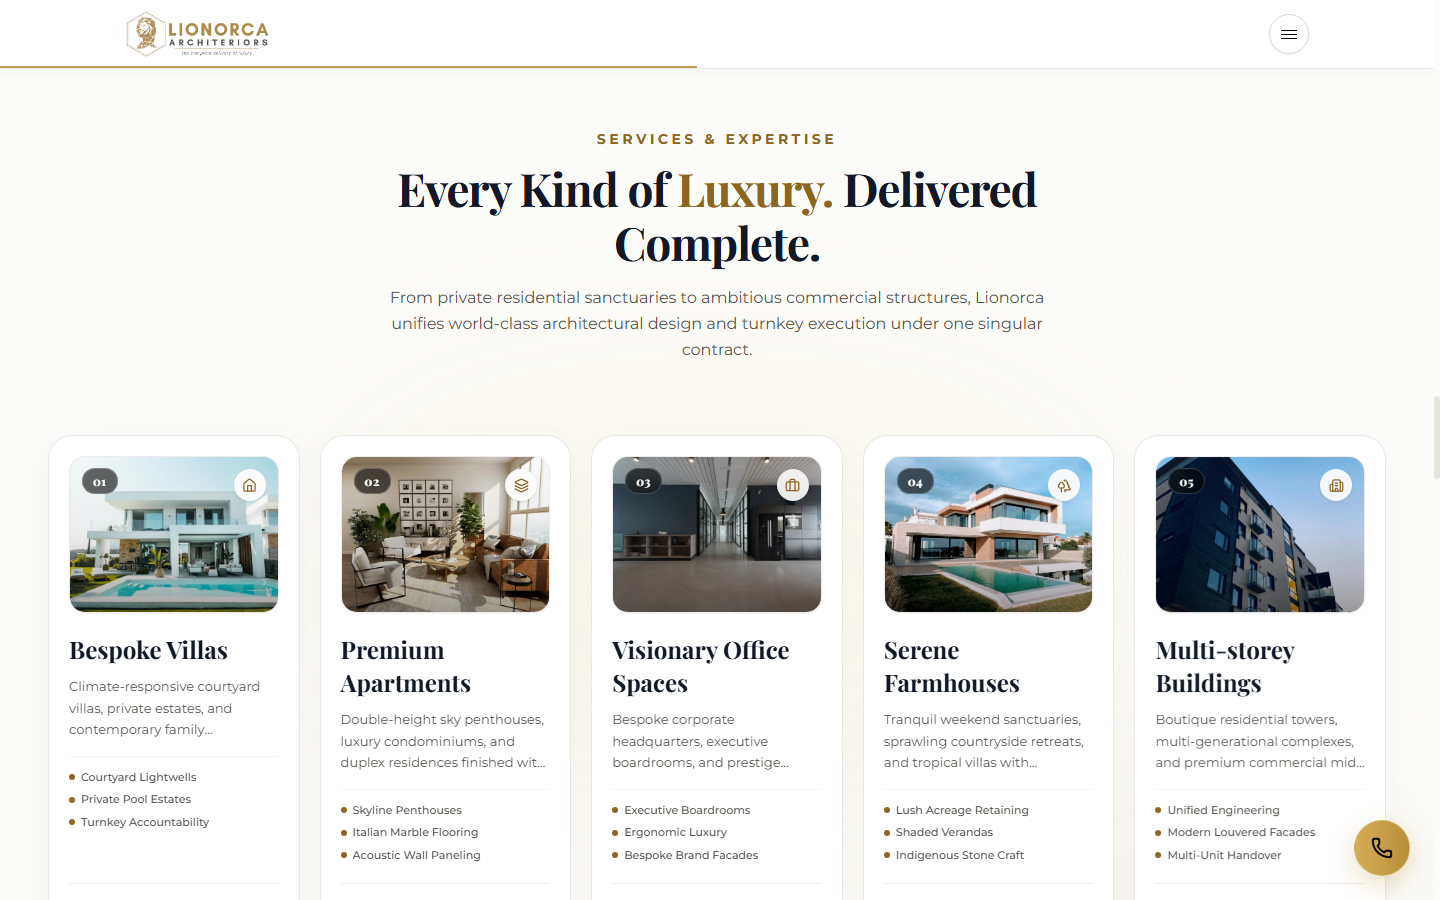 LIONORCA
ARCHITERIORS
the complete delivery of luxury
SERVICES & EXPERTISE
Every Kind of Luxury. Delivered
Complete.
From private residential sanctuaries to ambitious commercial structures, Lionorca
unifies world-class architectural design and turnkey execution under one singular
contract.
01
Bespoke Villas
Climate-responsive courtyard
villas, private estates, and
contemporary family...
Courtyard Lightwells
Private Pool Estates
Turnkey Accountability
02
Premium
Apartments
Double-height sky penthouses,
luxury condominiums, and
duplex residences finished wit...
Skyline Penthouses
Italian Marble Flooring
Acoustic Wall Paneling
03
Visionary Office
Spaces
Bespoke corporate
headquarters, executive
boardrooms, and prestige...
Executive Boardrooms
Ergonomic Luxury
Bespoke Brand Facades
04
Serene
Farmhouses
Tranquil weekend sanctuaries,
sprawling countryside retreats,
and tropical villas with...
Lush Acreage Retaining
Shaded Verandas
Indigenous Stone Craft
05
Multi-storey
Buildings
Boutique residential towers,
multi-generational complexes,
and premium commercial mid...
Unified Engineering
Modern Louvered Facades
Multi-Unit Handover